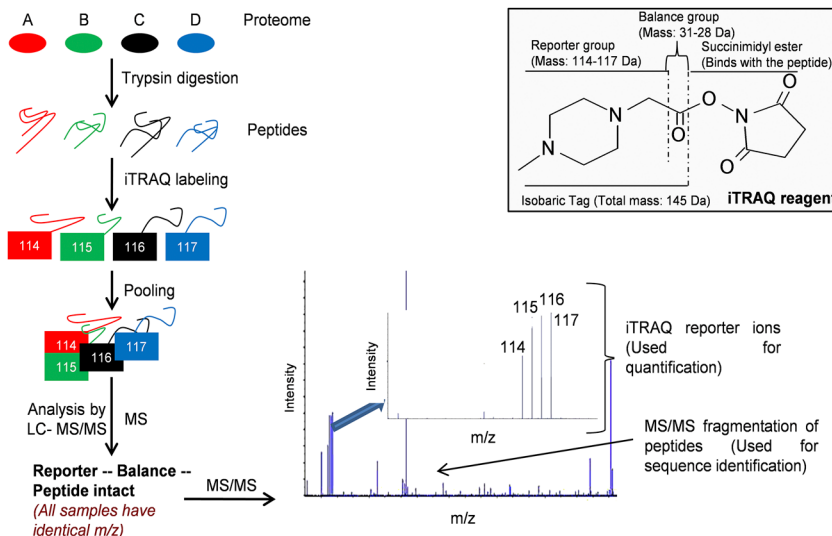 A B C D Proteome
Trypsin digestion
Peptides
iTRAQ labeling
114 115 116 117
Pooling
114
115
116
117
Analysis by
LC- MS/MS
MS
Reporter -- Balance --
Peptide intact
(All samples have
identical m/z)
MS/MS
Balance group
(Mass: 31-28 Da)
Reporter group
(Mass: 114-117 Da)
Succinimidyl ester
(Binds with the peptide)
O
O
N
N
O
N
O
Isobaric Tag (Total mass: 145 Da)
iTRAQ reagent
Intensity
m/z
Intensity
m/z
114
115
116
117
iTRAQ reporter ions
(Used for
quantification)
MS/MS fragmentation of
peptides (Used for
sequence identification)